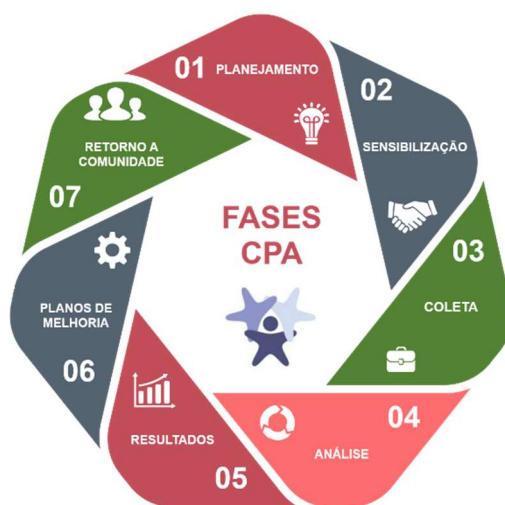 01 PLANEJAMENTO
02
SENSIBILIZAÇÃO
03
COLETA
04
ANÁLISE
RESULTADOS
05
PLANOS DE
MELHORIA
06
RETORNO A
COMUNIDADE
07
FASES
CPA